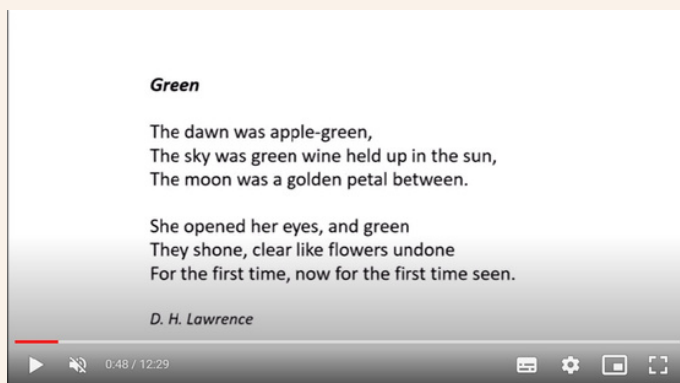 Green
The dawn was apple-green,
The sky was green wine held up in the sun,
The moon was a golden petal between.
She opened her eyes, and green
They shone, clear like flowers undone
For the first time, now for the first time seen.
D. H. Lawrence
0:48 / 12:29